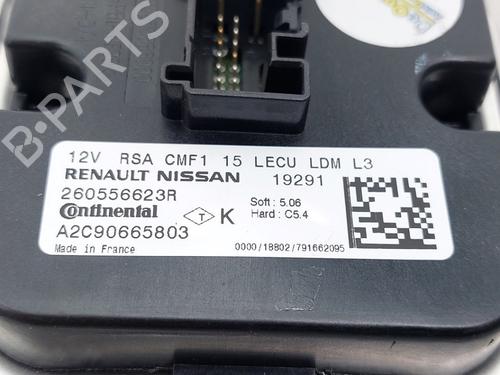 12V RSA CMF1 15 LECU LDM L3
RENAULT NISSAN 19291
260556623R
Soft : 5.06
Continental
T K
Hard : C5.4
A2C90665803
Made in France
0000/18802/791662095
B-PARTS